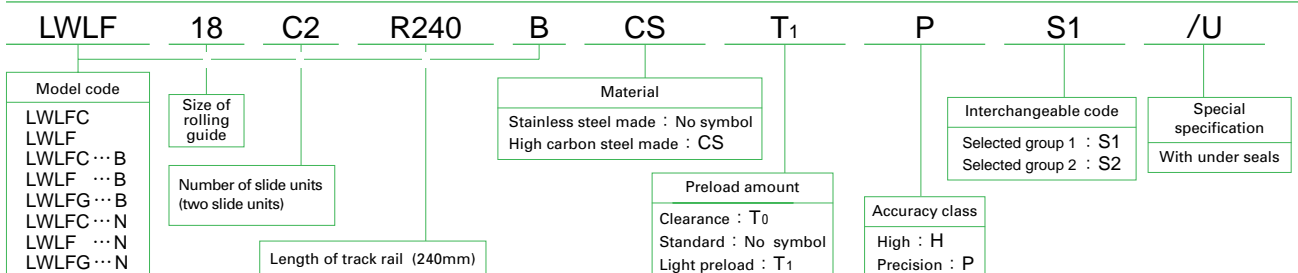 LWLF 18 C2 R240 B CS T1 P S1 /U
Model code
LWLFC
LWLF
LWLFC···B
LWLF ···B
LWLFG···B
LWLFC···N
LWLF ···N
LWLFG···N
Size of
rolling
guide
Number of slide units
(two slide units)
Length of track rail (240mm)
Material
Stainless steel made : No symbol
High carbon steel made : CS
Preload amount
Clearance : T0
Standard : No symbol
Light preload : T1
Accuracy class
High : H
Precision : P
Interchangeable code
Selected group 1 : S1
Selected group 2 : S2
Special
specification
With under seals